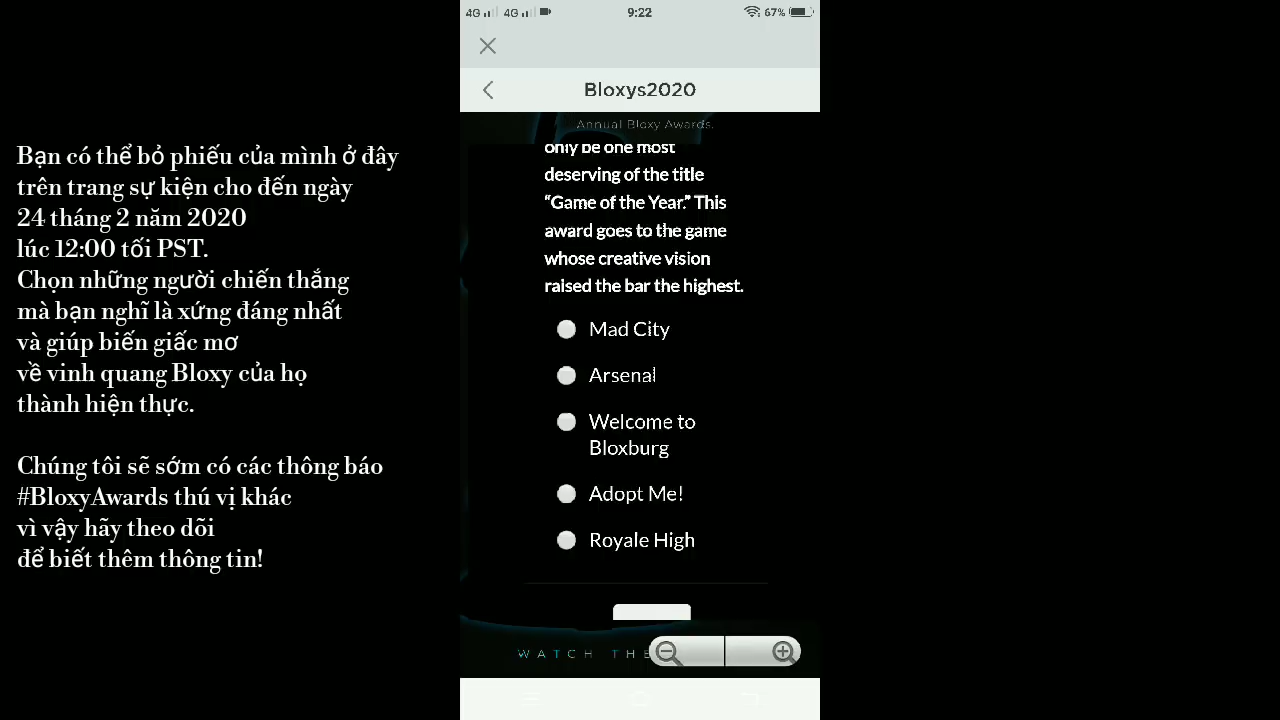 Bạn có thể bỏ phiếu của mình ở đây
trên trang sự kiện cho đến ngày
24 tháng 2 năm 2020
lúc 12:00 tối PST.
Chọn những người chiến thắng
mà bạn nghĩ là xứng đáng nhất
và giúp biến giấc mơ
về vinh quang Bloxy của họ
thành hiện thực.
Chúng tôi sẽ sớm có các thông báo
#BloxyAwards thú vị khác
vì vậy hãy theo dõi
để biết thêm thông tin!
4G 4G 9:22 67%
Bloxys2020
Annual Bloxy Awards.
only be one most
deserving of the title
“Game of the Year.” This
award goes to the game
whose creative vision
raised the bar the highest.
Mad City
Arsenal
Welcome to
Bloxburg
Adopt Me!
Royale High
WATCH THE